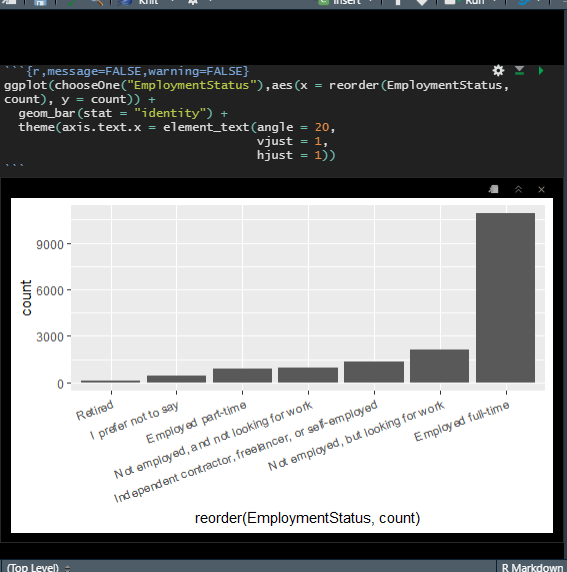 Knit
Insert
Run
```{r,message=FALSE,warning=FALSE}
ggplot(chooseOne("EmploymentStatus"),aes(x = reorder(EmploymentStatus,
count), y = count)) +
  geom_bar(stat = "identity") +
  theme(axis.text.x = element_text(angle = 20,
                                   vjust = 1,
                                   hjust = 1))
```
count
9000
6000
3000
0
Retired
I prefer not to say
Employed part-time
Not employed, and not looking for work
Independent contractor, freelancer, or self-employed
Not employed, but looking for work
Employed full-time
reorder(EmploymentStatus, count)
(Top Level)
R Markdown